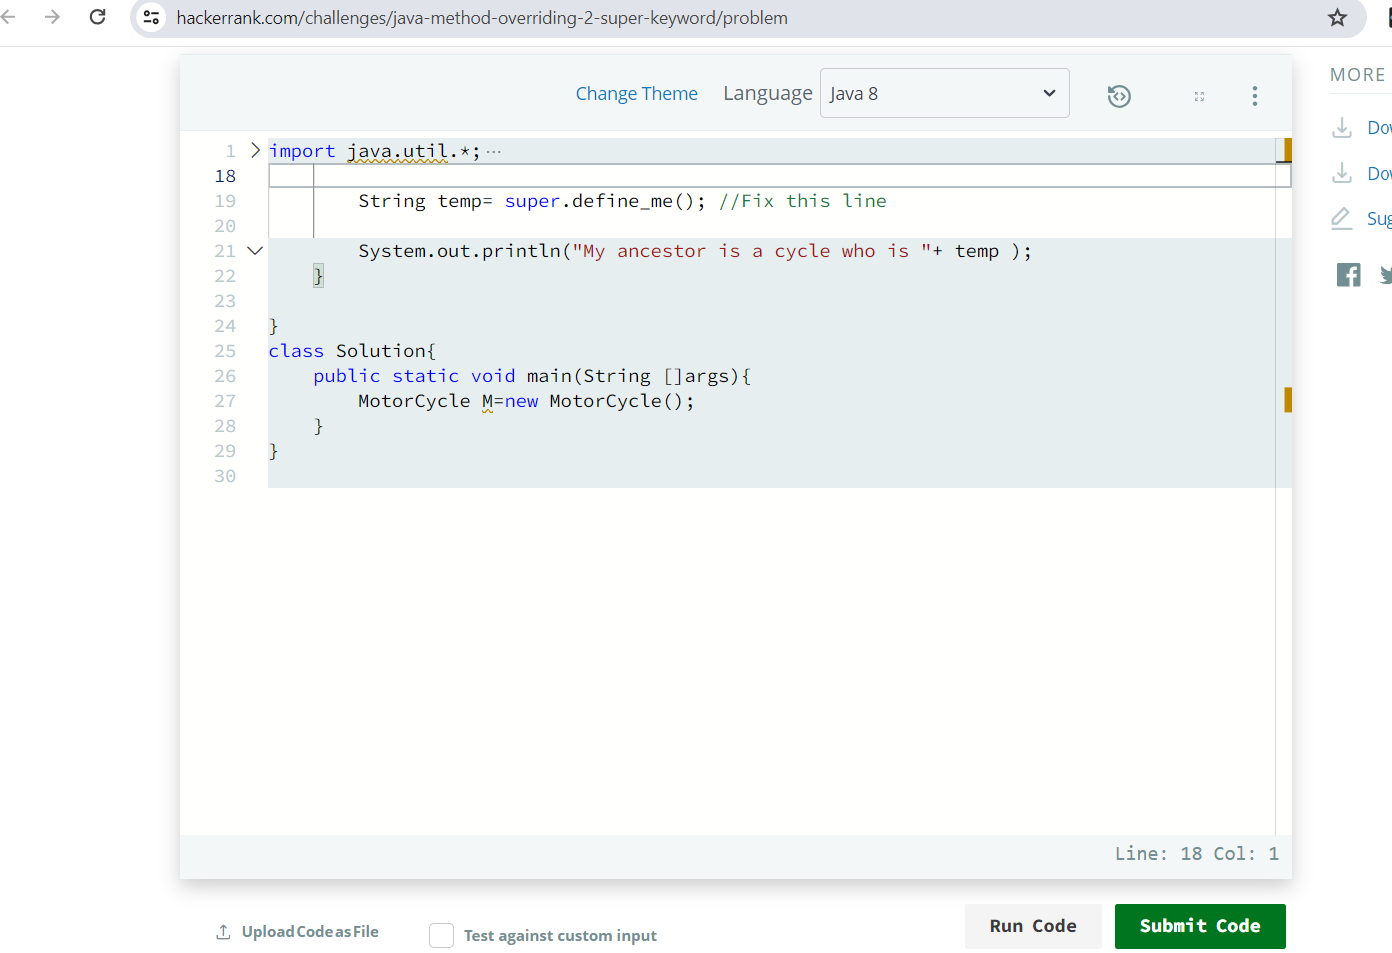 hackerrank.com/challenges/java-method-overriding-2-super-keyword/problem
MORE
Change Theme Language Java 8
1 import java.util.*;···
18
19 String temp= super.define_me(); //Fix this line
20
21 System.out.println("My ancestor is a cycle who is "+ temp );
22 }
23
24 }
25 class Solution{
26 public static void main(String []args){
27 MotorCycle M=new MotorCycle();
28 }
29 }
30
Line: 18 Col: 1
Upload Code as File Test against custom input Run Code Submit Code